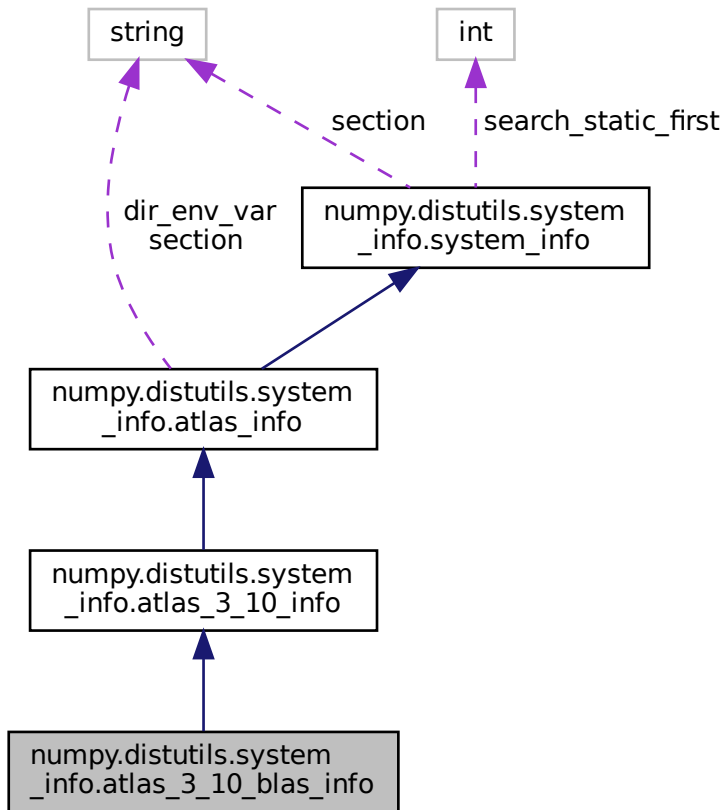 string
int
section
search_static_first
dir_env_var
section
numpy.distutils.system
_info.system_info
numpy.distutils.system
_info.atlas_info
numpy.distutils.system
_info.atlas_3_10_info
numpy.distutils.system
_info.atlas_3_10_blas_info